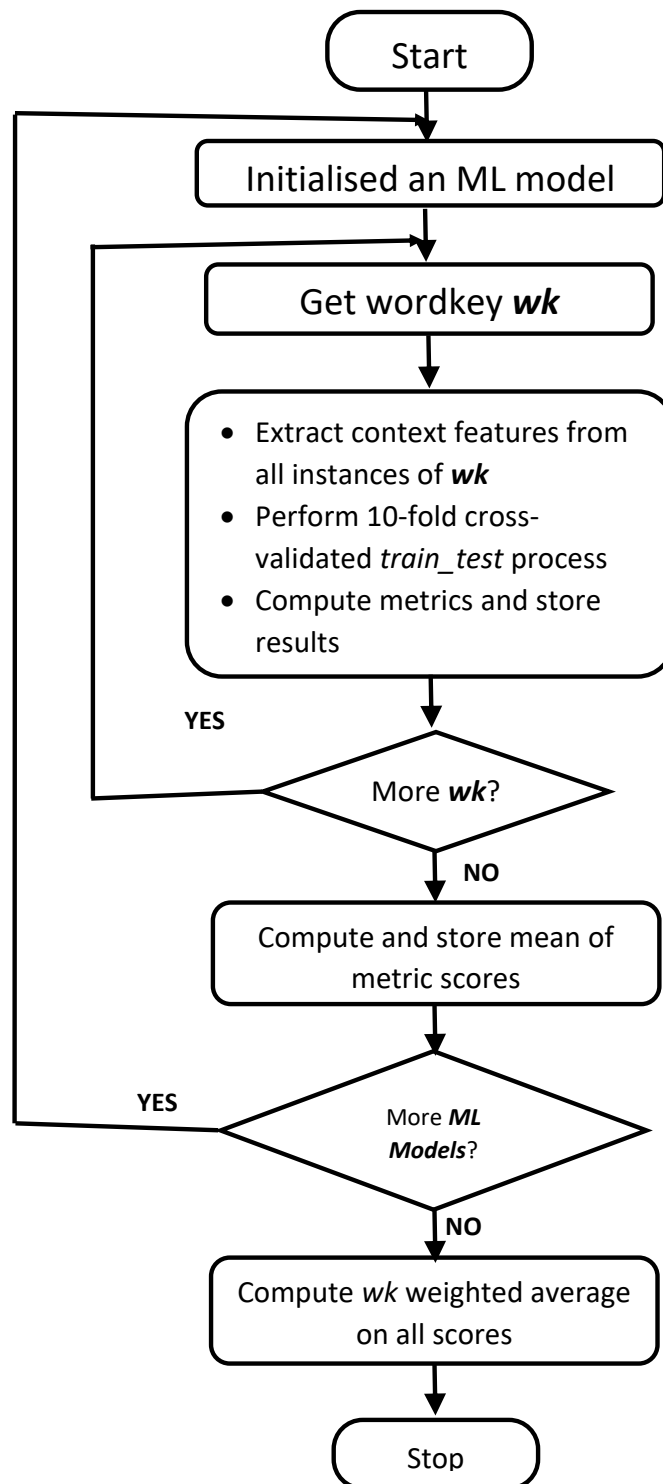 Start
Initialised an ML model
Get wordkey wk
• Extract context features from
all instances of wk
• Perform 10-fold cross-
validated train_test process
• Compute metrics and store
results
YES
More wk?
NO
Compute and store mean of
metric scores
YES
More ML
Models?
NO
Compute wk weighted average
on all scores
Stop